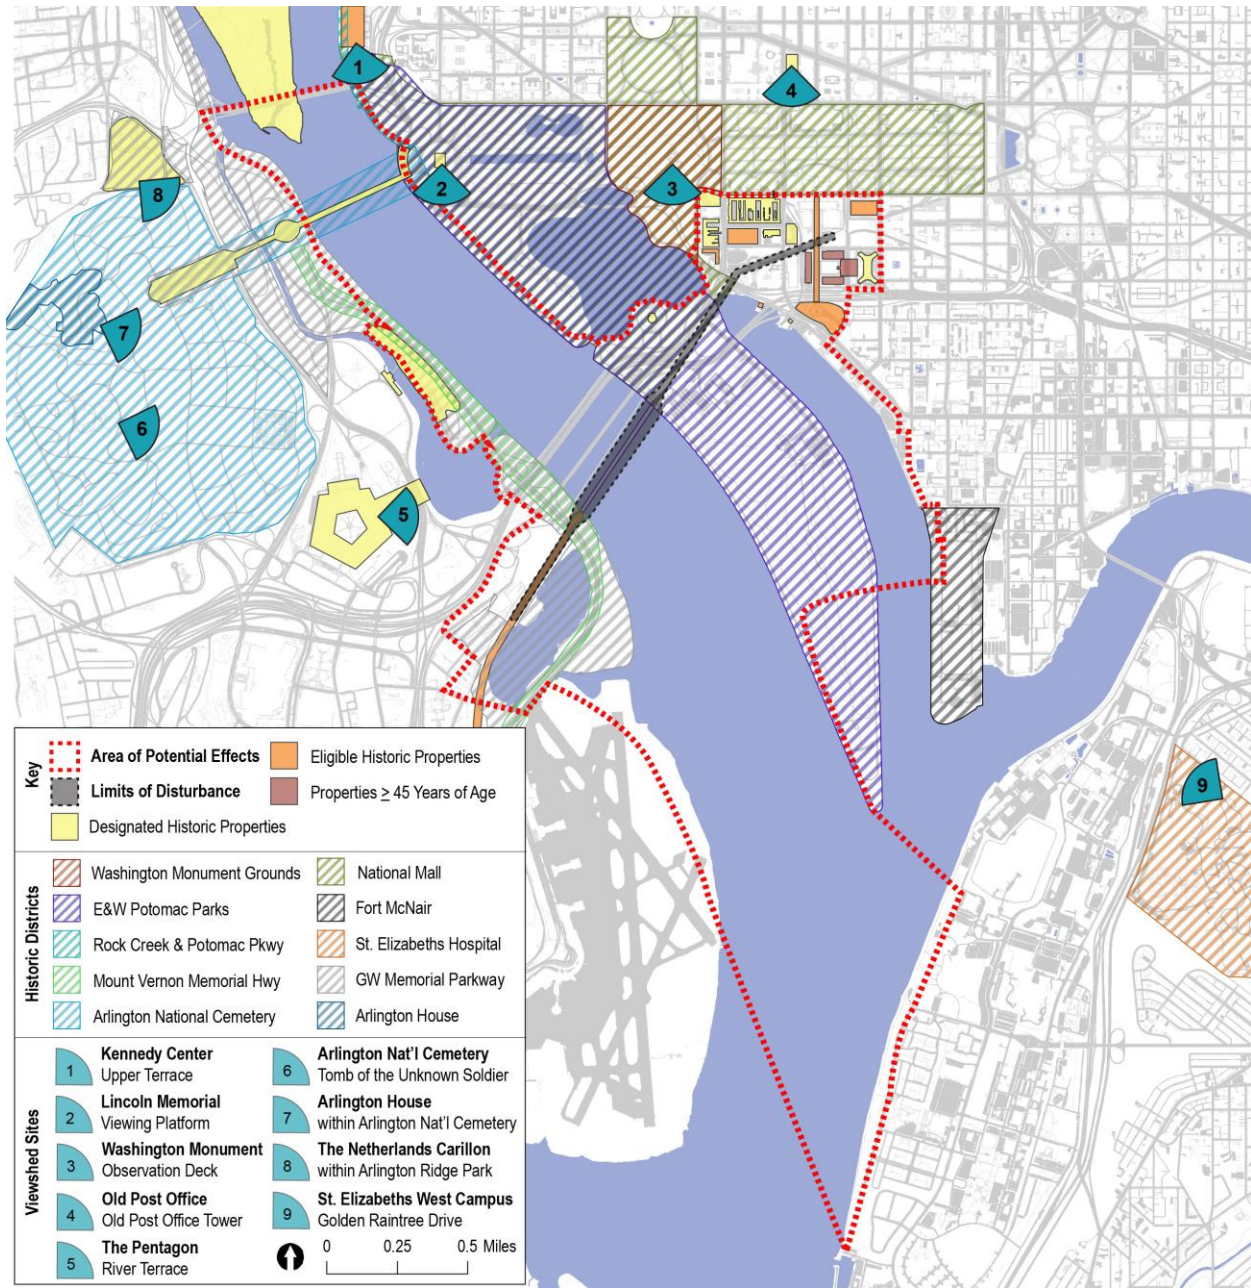 1
4
2
3
8
7
6
5
9
Key
Area of Potential Effects
Limits of Disturbance
Designated Historic Properties
Eligible Historic Properties
Properties ≥ 45 Years of Age
Historic Districts
Washington Monument Grounds
E&W Potomac Parks
Rock Creek & Potomac Pkwy
Mount Vernon Memorial Hwy
Arlington National Cemetery
National Mall
Fort McNair
St. Elizabeths Hospital
GW Memorial Parkway
Arlington House
Viewshed Sites
1
Kennedy Center
Upper Terrace
2
Lincoln Memorial
Viewing Platform
3
Washington Monument
Observation Deck
4
Old Post Office
Old Post Office Tower
5
The Pentagon
River Terrace
6
Arlington Nat'l Cemetery
Tomb of the Unknown Soldier
7
Arlington House
within Arlington Nat'l Cemetery
8
The Netherlands Carillon
within Arlington Ridge Park
9
St. Elizabeths West Campus
Golden Raintree Drive
0 0.25 0.5 Miles